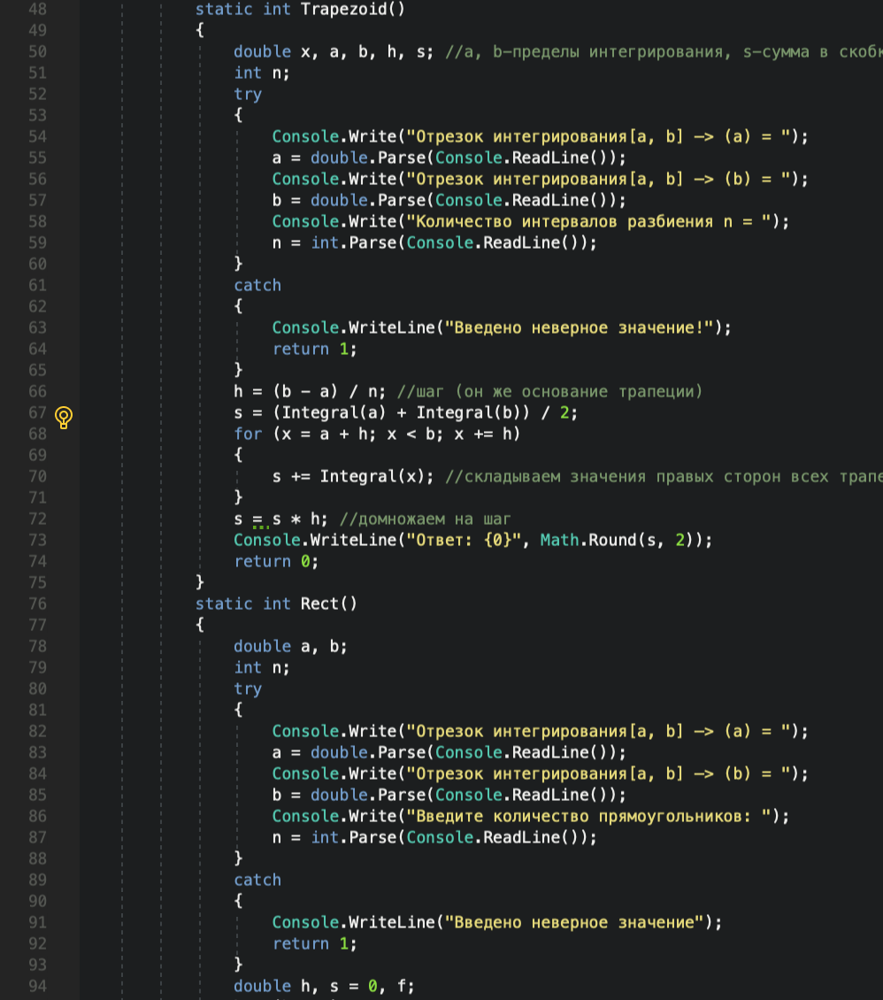 48 static int Trapezoid()
49 {
50 double x, a, b, h, s; //a, b-пределы интегрирования, s-сумма в
51 int n;
52 try
53 {
54 Console.Write("Отрезок интегрирования[a, b] —> (a) = ");
55 a = double.Parse(Console.ReadLine());
56 Console.Write("Отрезок интегрирования[a, b] —> (b) = ");
57 b = double.Parse(Console.ReadLine());
58 Console.Write("Количество интервалов разбиения n = ");
59 n = int.Parse(Console.ReadLine());
60 }
61 catch
62 {
63 Console.WriteLine("Введено неверное значение!");
64 return 1;
65 }
66 h = (b - a) / n; //шаг (он же основание трапеции)
67 s = (Integral(a) + Integral(b)) / 2;
68 for (x = a + h; x < b; x += h)
69 {
70 s += Integral(x); //складываем значения правых сторон всех
71 }
72 s = s * h; //домножаем на шаг
73 Console.WriteLine("Ответ: {0}", Math.Round(s, 2));
74 return 0;
75 }
76 static int Rect()
77 {
78 double a, b;
79 int n;
80 try
81 {
82 Console.Write("Отрезок интегрирования[a, b] —> (a) = ");
83 a = double.Parse(Console.ReadLine());
84 Console.Write("Отрезок интегрирования[a, b] —> (b) = ");
85 b = double.Parse(Console.ReadLine());
86 Console.Write("Введите количество прямоугольников: ");
87 n = int.Parse(Console.ReadLine());
88 }
89 catch
90 {
91 Console.WriteLine("Введено неверное значение");
92 return 1;
93 }
94 double h, s = 0, f;